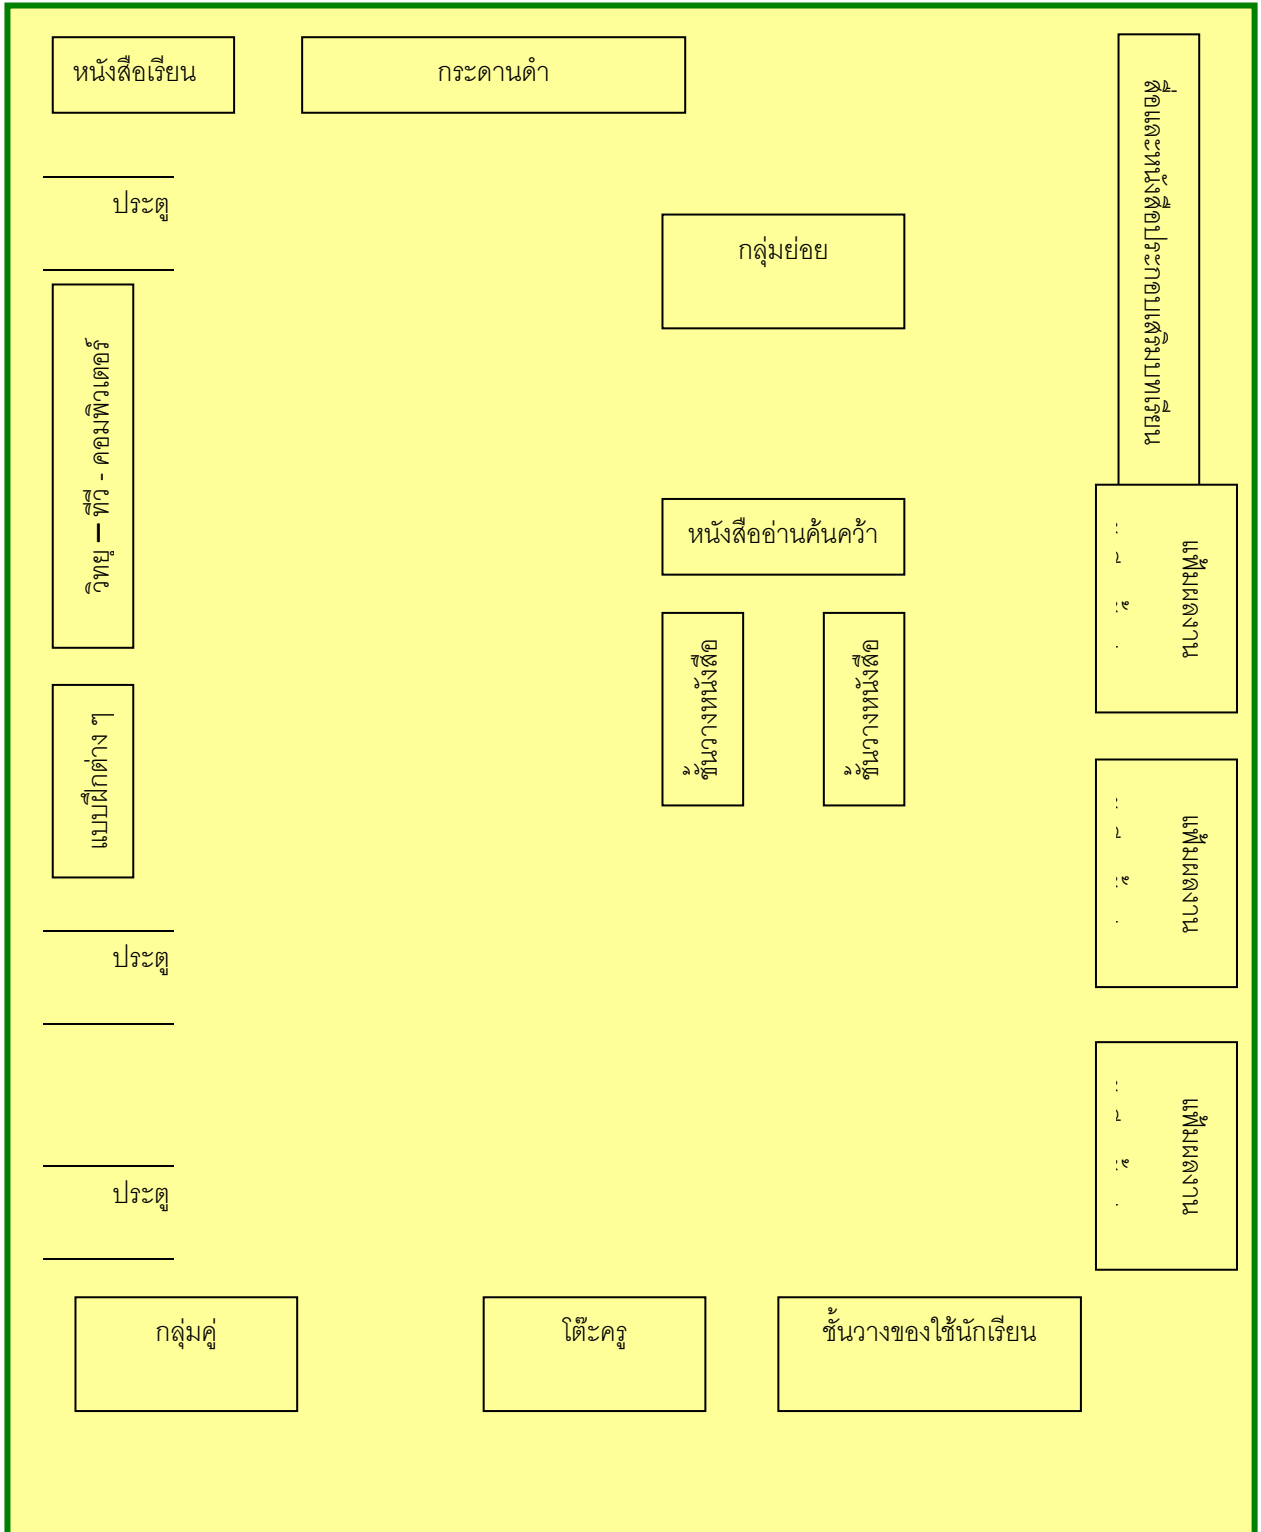 หนังสือเรียน
กระดานดำ
สื่อและหนังสือประกอบเสริมบทเรียน
ประตู
กลุ่มย่อย
วิทยุ – ทีวี - คอมพิวเตอร์
หนังสืออ่านค้นคว้า
แฟ้มผลงาน
ชั้นวางหนังสือ
ชั้นวางหนังสือ
แบบฝึกต่าง ๆ
แฟ้มผลงาน
ประตู
แฟ้มผลงาน
ประตู
กลุ่มคู่
โต๊ะครู
ชั้นวางของใช้นักเรียน